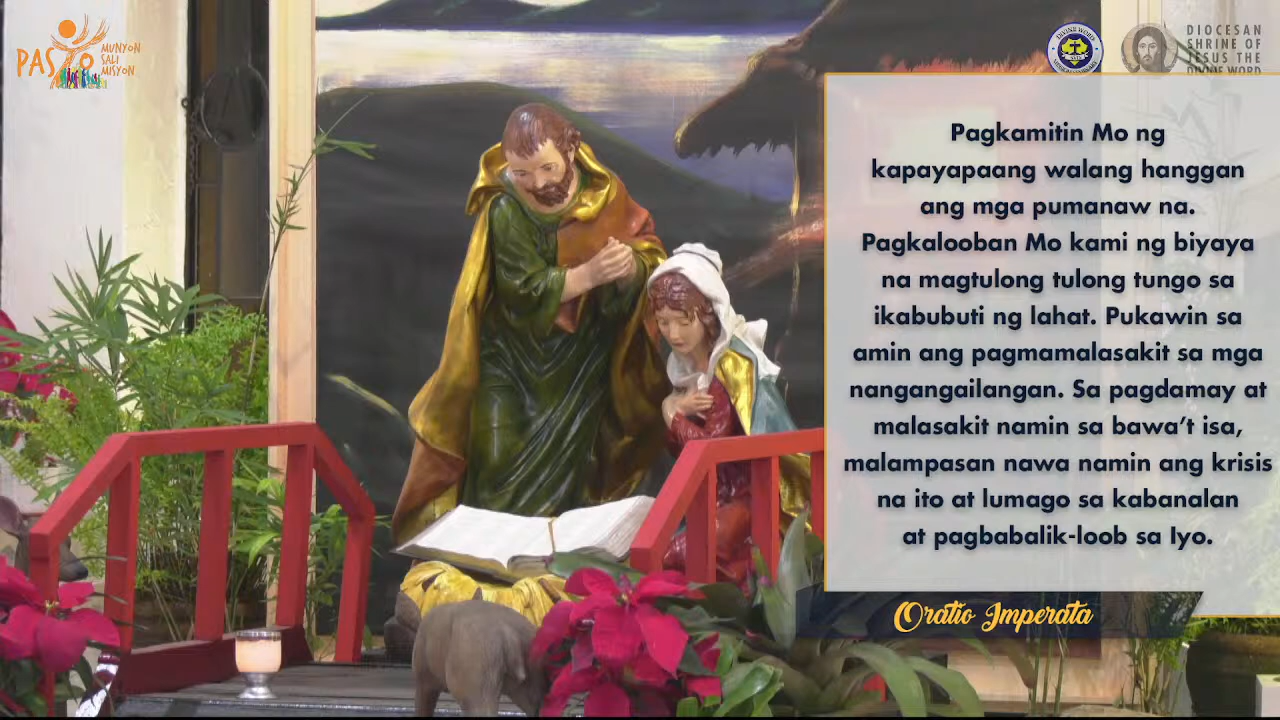 PASKO
MUNYON
SALI
MISYON
DIOCESAN
SHRINE OF
JESUS THE
DIVINE WORD
Pagkamitin Mo ng
kapayapaang walang hanggan
ang mga pumanaw na.
Pagkalooban Mo kami ng biyaya
na magtulong tulong tungo sa
ikabubuti ng lahat. Pukawin sa
amin ang pagmamalasakit sa mga
nangangailangan. Sa pagdamay at
malasakit namin sa bawa't isa,
malampasan nawa namin ang krisis
na ito at lumago sa kabanalan
at pagbabalik-loob sa Iyo.
Oratio Imperata